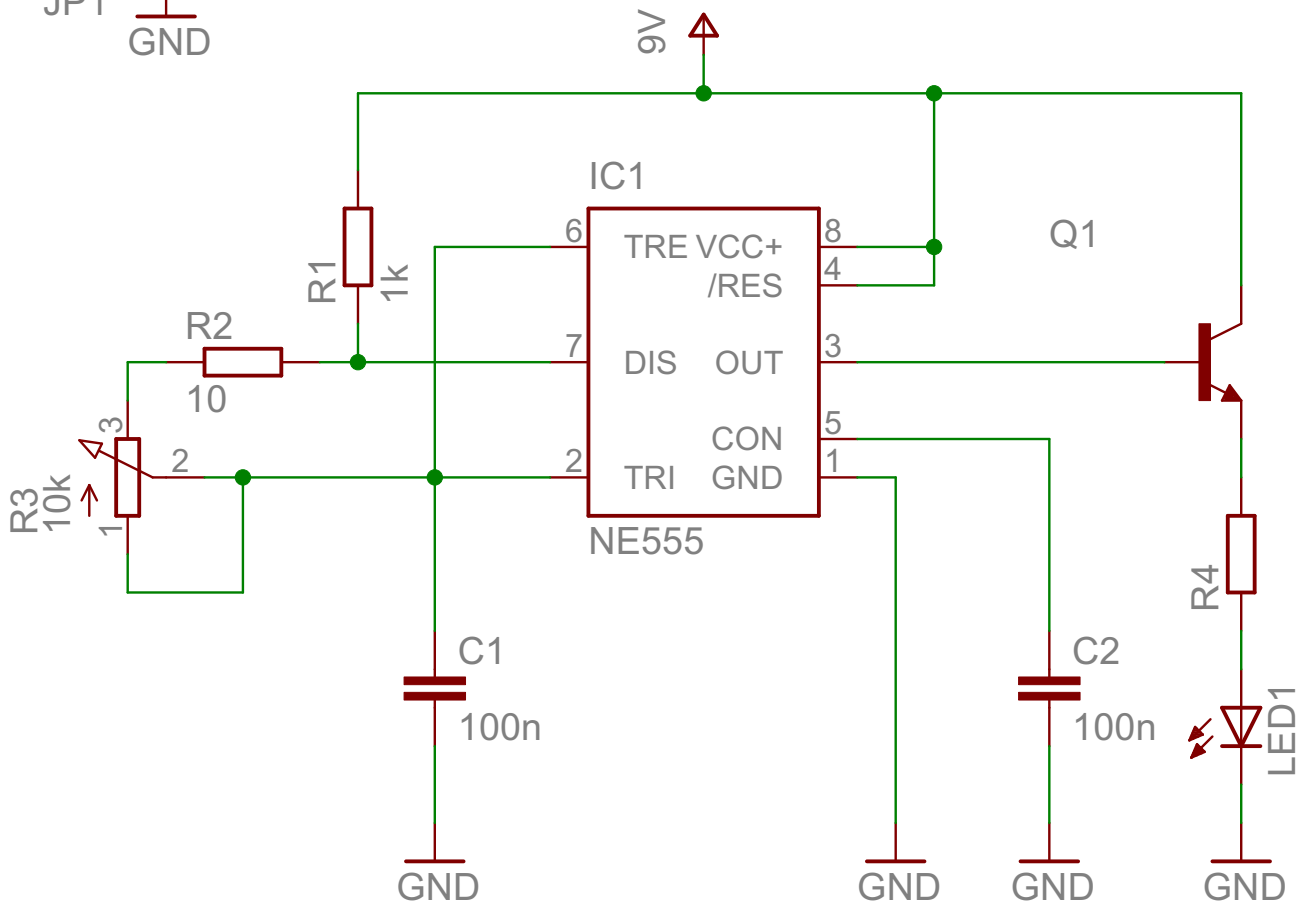 JP1
GND
9V
IC1
6
TRE
VCC+
8
Q1
/RES
4
R1
1k
R2
10
7
DIS
OUT
3
3
2
R3
10k
1
CON
5
2
TRI
GND
1
NE555
R4
C1
100n
C2
100n
LED1
GND
GND
GND
GND